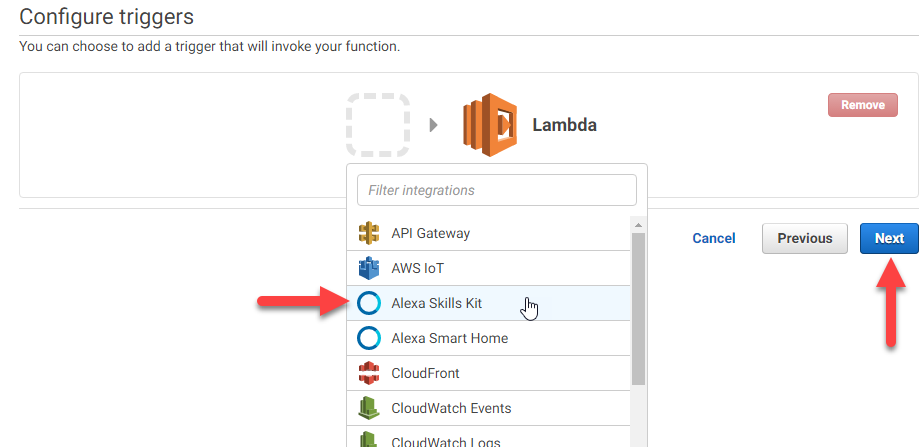 Configure triggers
You can choose to add a trigger that will invoke your function.
Remove
Lambda
Filter integrations
API Gateway
AWS IoT
Alexa Skills Kit
Alexa Smart Home
CloudFront
CloudWatch Events
CloudWatch Logs
Cancel
Previous
Next